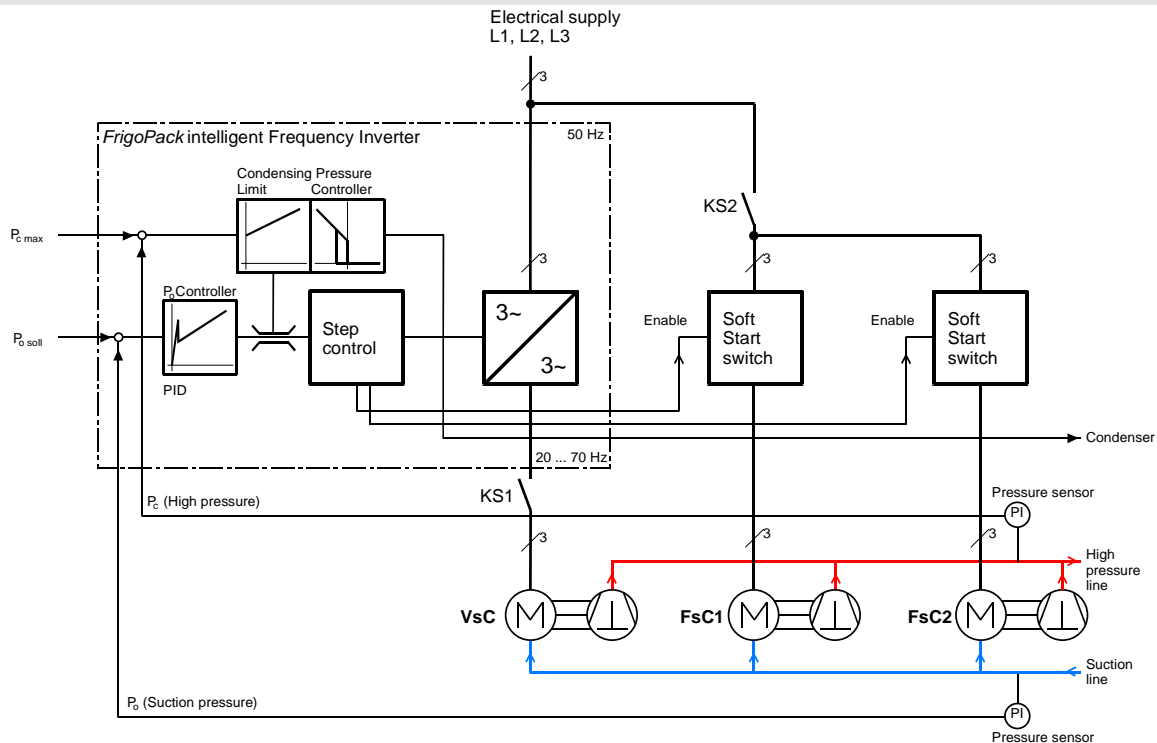 Electrical supply
L1, L2, L3
3
FrigoPack intelligent Frequency Inverter
50 Hz
Condensing Pressure
Limit Controller
KS2
Pc max
3
3
3
Po Controller
Po soll
Step
control
3~
3~
Enable
Soft
Start
switch
Enable
Soft
Start
switch
PID
Condenser
20 ... 70 Hz
KS1
Pc (High pressure)
Pressure sensor
PI
3
3
3
High
pressure
line
VsC
M
FsC1
M
FsC2
M
Suction
line
Po (Suction pressure)
PI
Pressure sensor